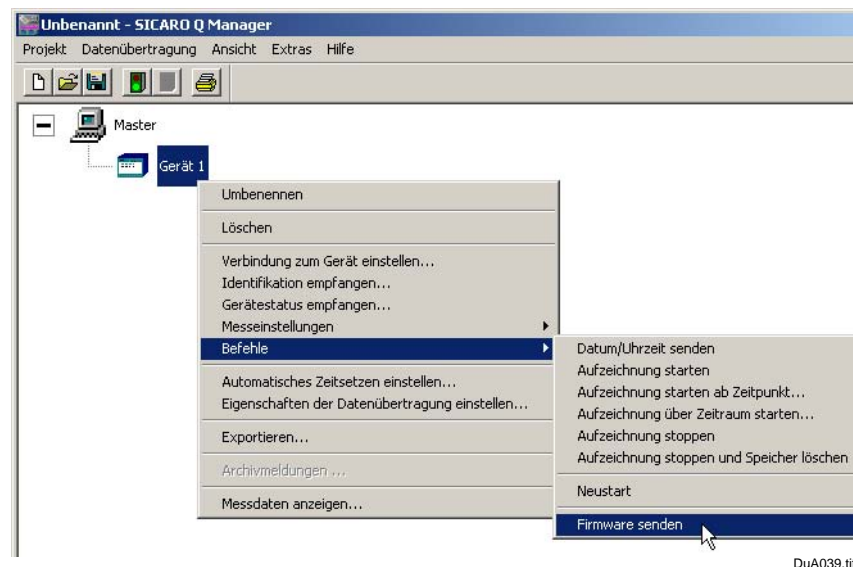 Unbenannt - SICARO Q Manager
Projekt Datenübertragung Ansicht Extras Hilfe
Master
Gerät 1
Umbenennen
Löschen
Verbindung zum Gerät einstellen...
Identifikation empfangen...
Gerätestatus empfangen...
Messeinstellungen
Befehle
Automatisches Zeitsetzen einstellen...
Eigenschaften der Datenübertragung einstellen...
Exportieren...
Archivmeldungen ...
Messdaten anzeigen...
Datum/Uhrzeit senden
Aufzeichnung starten
Aufzeichnung starten ab Zeitpunkt...
Aufzeichnung über Zeitraum starten...
Aufzeichnung stoppen
Aufzeichnung stoppen und Speicher löschen
Neustart
Firmware senden
DuA039.tif